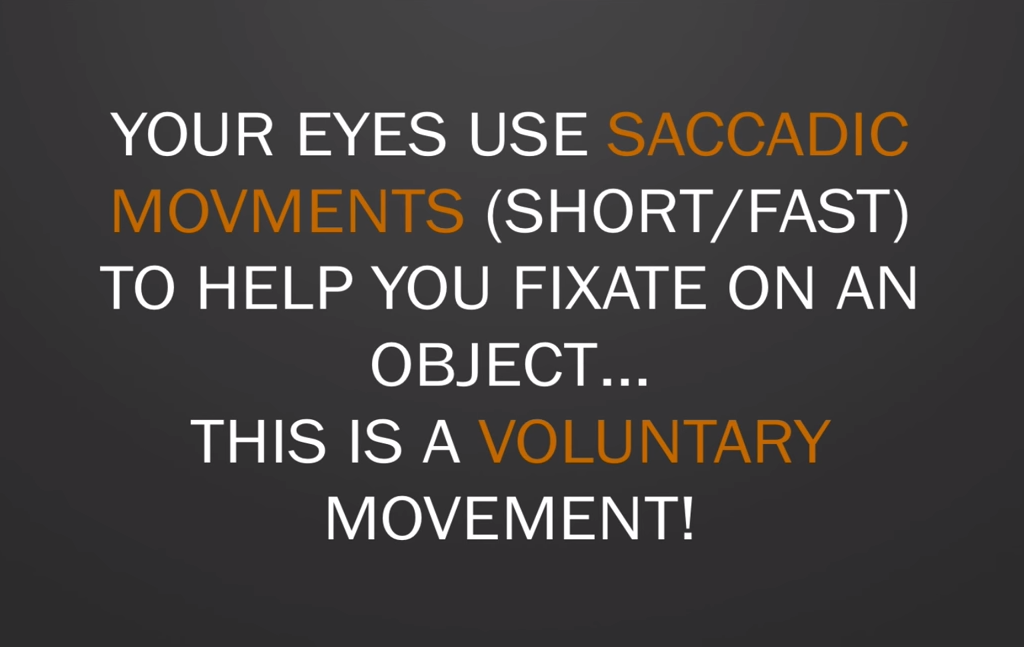 YOUR EYES USE SACCADIC
MOVMENTS (SHORT/FAST)
TO HELP YOU FIXATE ON AN
OBJECT...
THIS IS A VOLUNTARY
MOVEMENT!